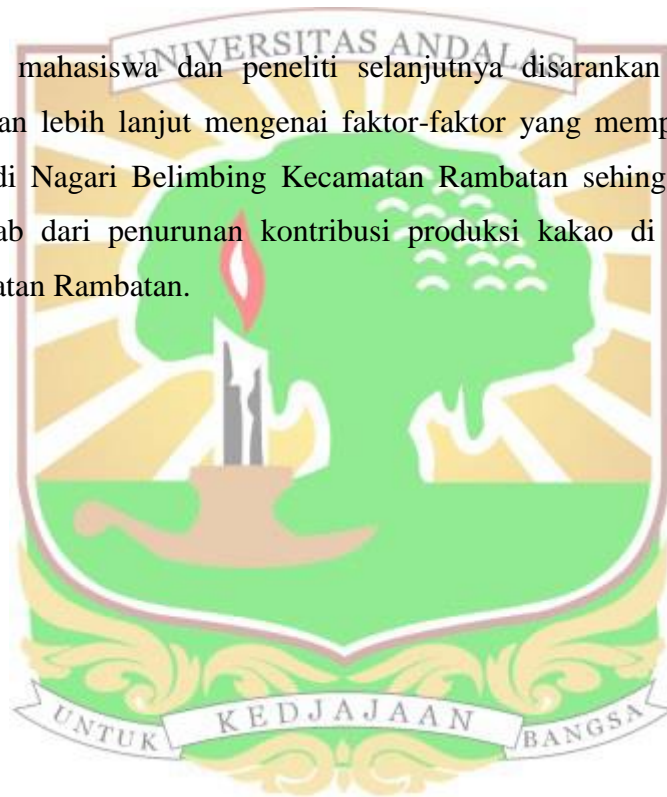 UNIVERSITAS ANDALAS
mahasiswa dan peneliti selanjutnya disarankan
an lebih lanjut mengenai faktor-faktor yang memp
di Nagari Belimbing Kecamatan Rambatan sehing
ab dari penurunan kontribusi produksi kakao di
atan Rambatan.
UNTUK KEDJAJAAN BANGSA